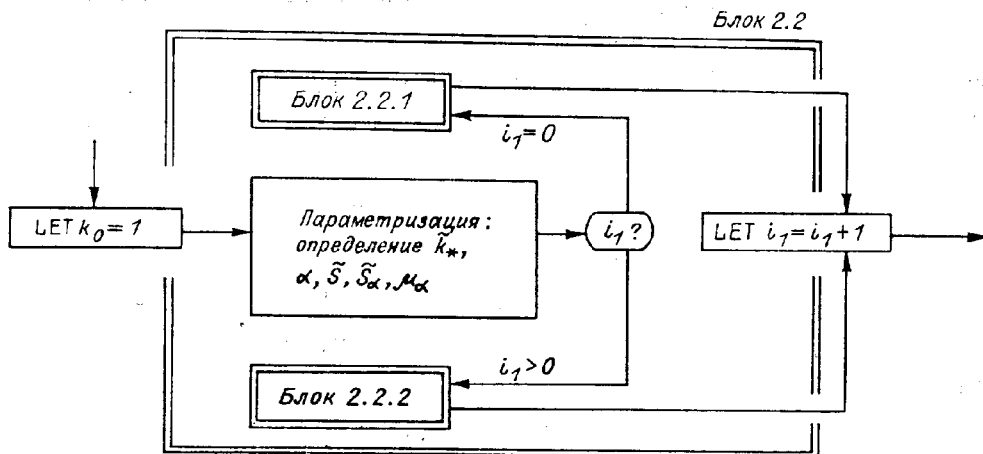 Блок 2.2
Блок 2.2.1
i₁=0
LET k₀=1
Параметризация:
определение k̃*,
α, S̃, S̃α, μα
i₁?
LET i₁=i₁+1
i₁>0
Блок 2.2.2